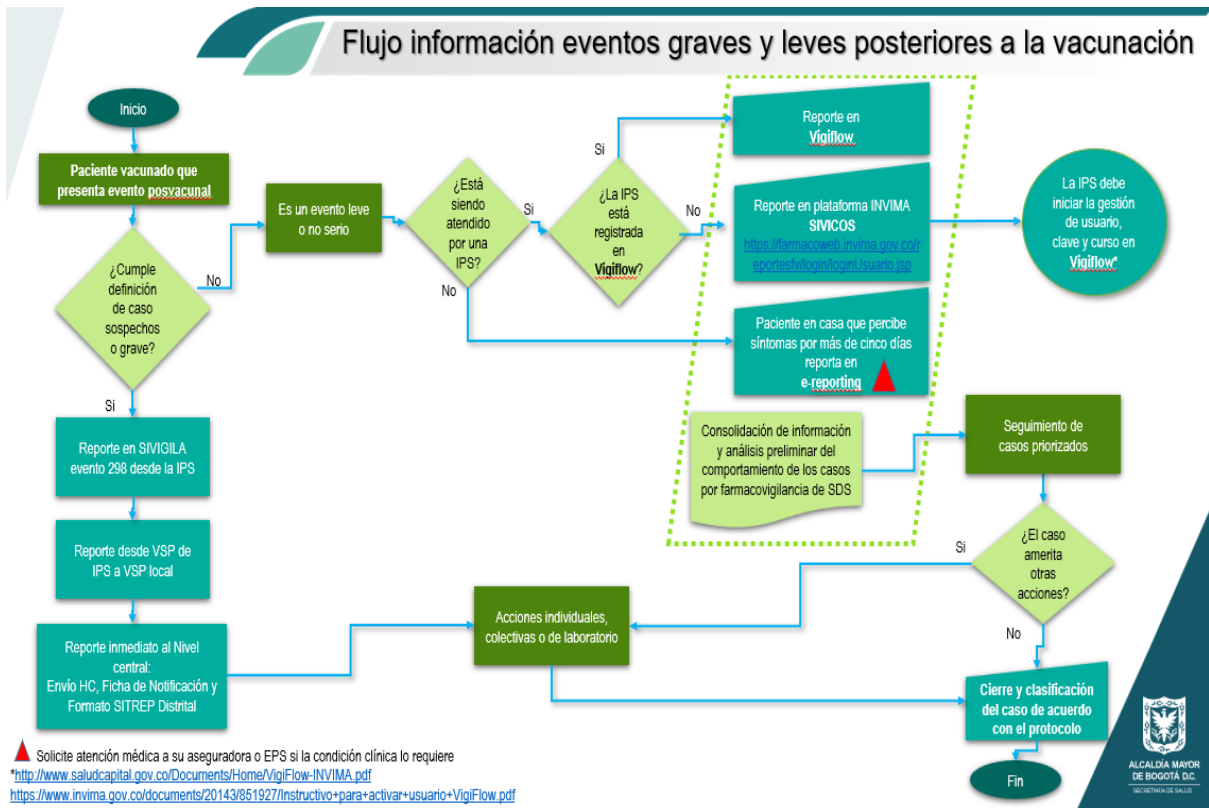 Flujo información eventos graves y leves posteriores a la vacunación
Inicio
Paciente vacunado que
presenta evento posvacunal
¿Cumple
definición
de caso
sospechos
o grave?
No
Si
Es un evento leve
o no serio
¿Está
siendo
atendido
por una
IPS?
Si
No
¿La IPS
está
registrada
en
Vigiflow?
Si
No
Reporte en
Vigiflow
Reporte en plataforma INVIMA
SIVICOS
https://farmacoweb.invima.gov.co/r
eportesfv/login/loginUsuario.jsp
La IPS debe
iniciar la gestión
de usuario,
clave y curso en
Vigiflow*
Paciente en casa que percibe
síntomas por más de cinco días
reporta en
e-reporting
Consolidación de información
y análisis preliminar del
comportamiento de los casos
por farmacovigilancia de SDS
Seguimiento de
casos priorizados
¿El caso
amerita
otras
acciones?
Si
No
Reporte en SIVIGILA
evento 298 desde la IPS
Reporte desde VSP de
IPS a VSP local
Reporte inmediato al Nivel
central:
Envío HC, Ficha de Notificación y
Formato SITREP Distrital
Acciones individuales,
colectivas o de laboratorio
Cierre y clasificación
del caso de acuerdo
con el protocolo
Fin
Solicite atención médica a su aseguradora o EPS si la condición clínica lo requiere
*http://www.saludcapital.gov.co/Documents/Home/VigiFlow-INVIMA.pdf
https://www.invima.gov.co/documents/20143/851927/Instructivo+para+activar+usuario+VigiFlow.pdf
ALCALDÍA MAYOR
DE BOGOTÁ D.C.
SECRETARÍA DE SALUD